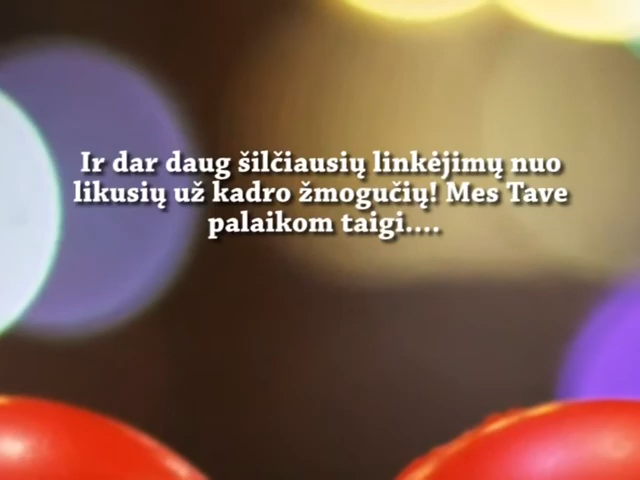 Ir dar daug šilčiausių linkėjimų nuo
likusių už kadro žmogučių! Mes Tave
palaikom taigi....